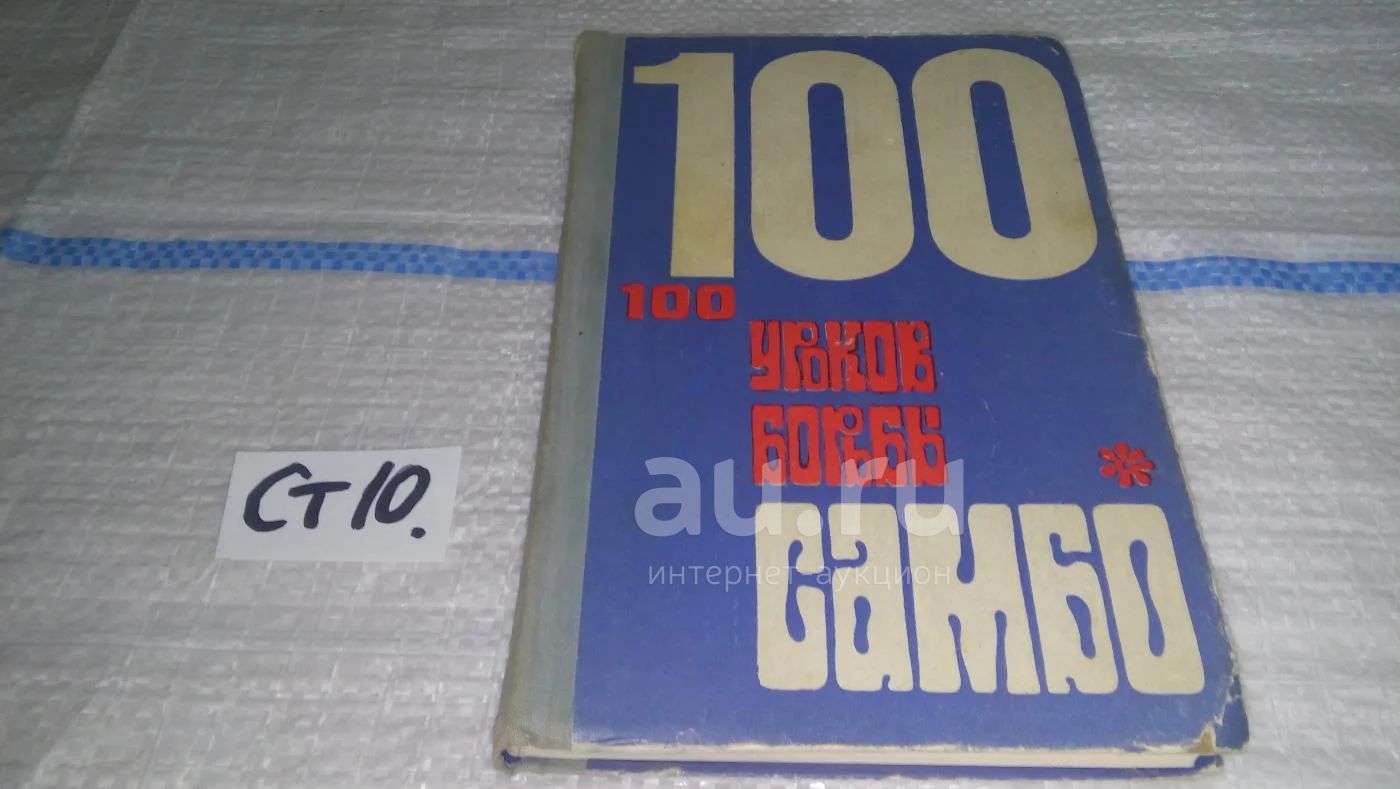 100
100
УРОКОВ
БОРЬБЫ
САМБО
СТ10.
au.ru
интернет-аукцион